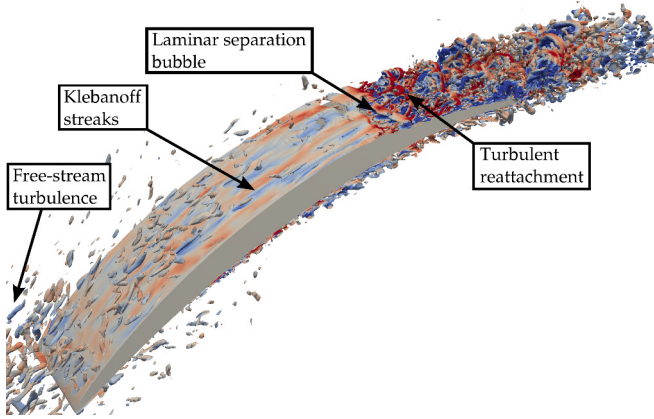 Laminar separation
bubble
Klebanoff
streaks
Free-stream
turbulence
Turbulent
reattachment